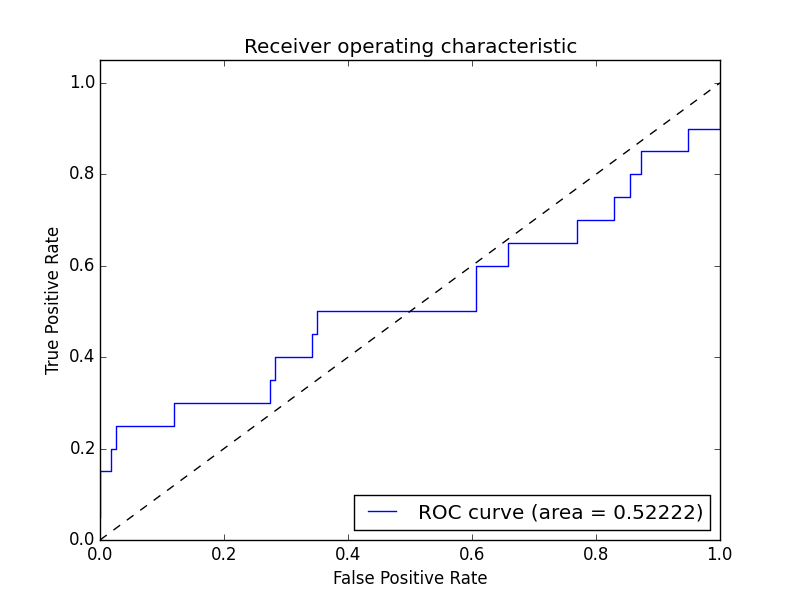 Receiver operating characteristic
1.0
0.8
0.6
0.4
0.2
0.0
True Positive Rate
ROC curve (area = 0.52222)
0.0 0.2 0.4 0.6 0.8 1.0
False Positive Rate